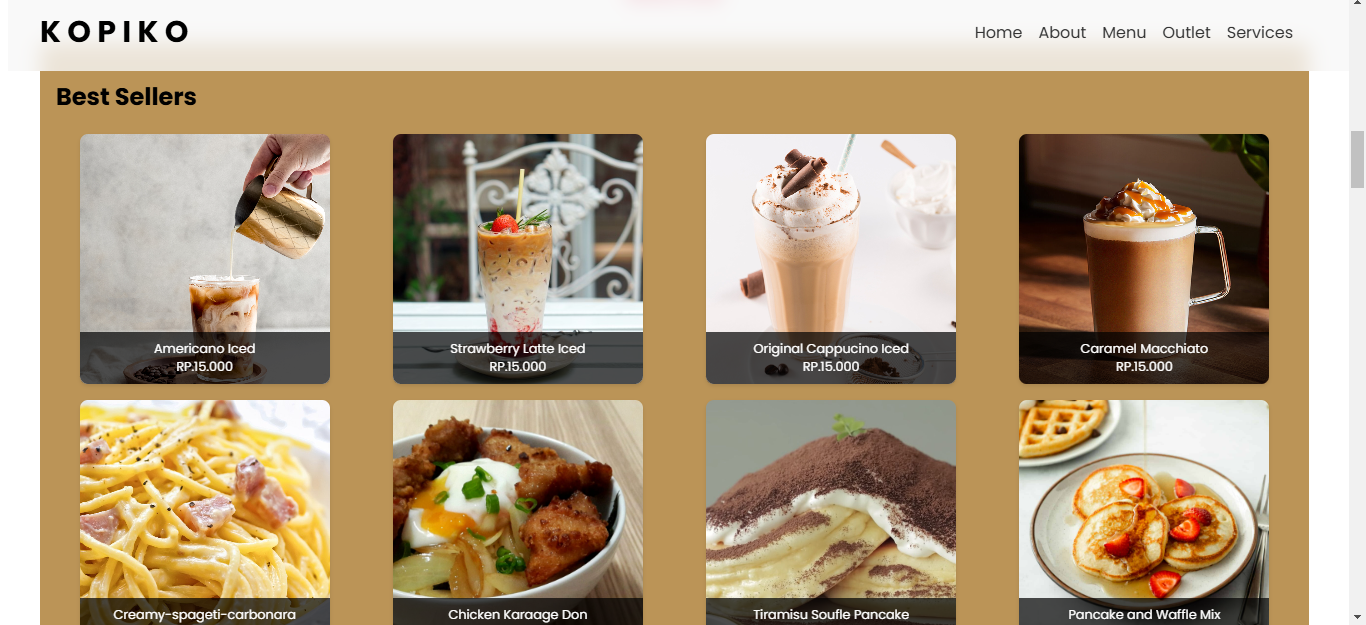 KOPIKO
Home About Menu Outlet Services
Best Sellers
Americano Iced
RP.15.000
Strawberry Latte Iced
RP.15.000
Original Cappucino Iced
RP.15.000
Caramel Macchiato
RP.15.000
Creamy-spageti-carbonara
Chicken Karaage Don
Tiramisu Soufle Pancake
Pancake and Waffle Mix